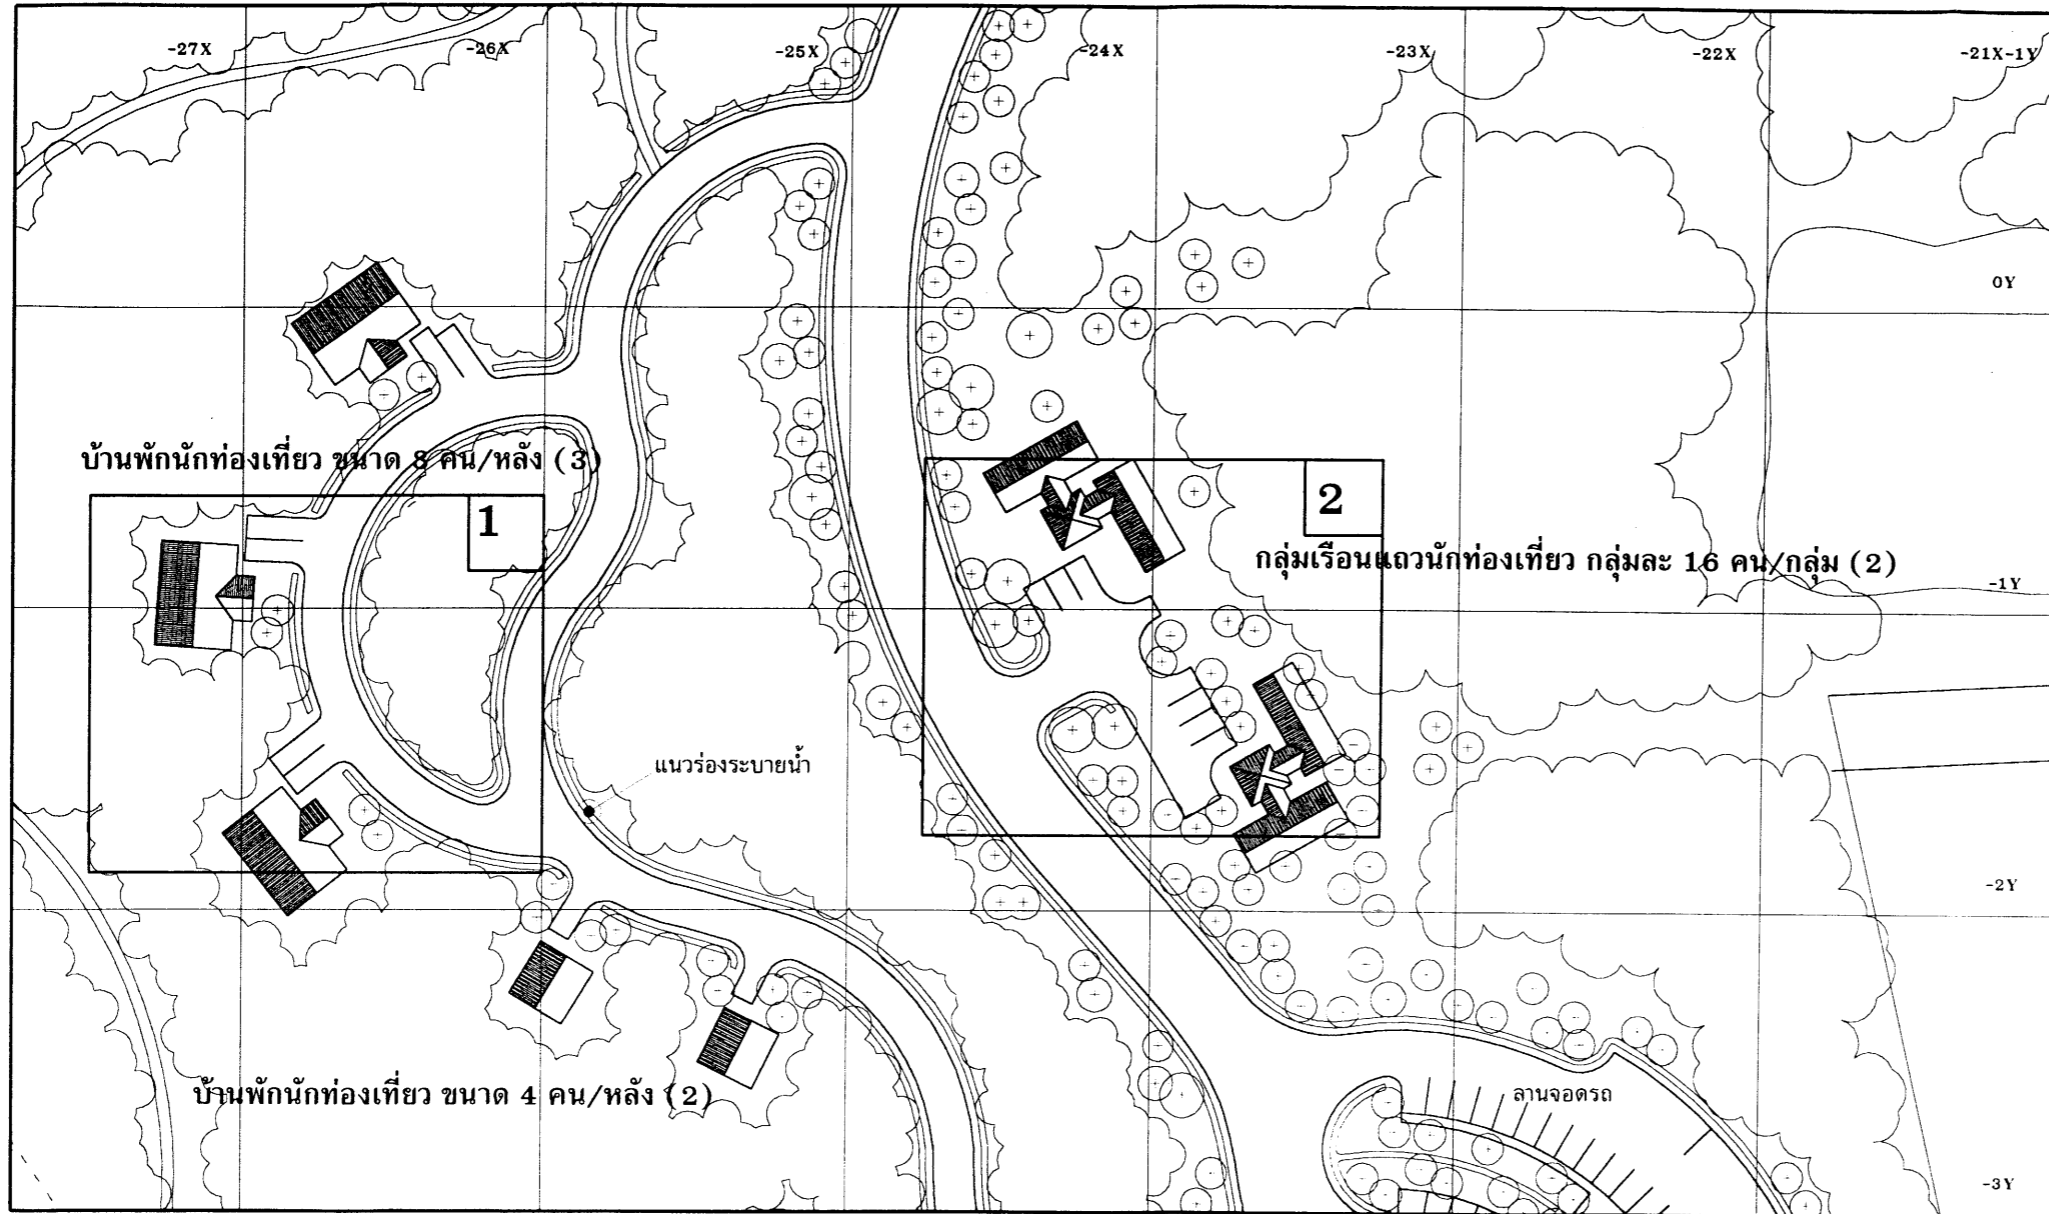 -27X -26X -25X -24X -23X -22X -21X-1Y
0Y
บ้านพักนักท่องเที่ยว ขนาด 8 คน/หลัง (3)
1
2
กลุ่มเรือนแถวนักท่องเที่ยว กลุ่มละ 16 คน/กลุ่ม (2)
-1Y
แนวร่องระบายน้ำ
-2Y
บ้านพักนักท่องเที่ยว ขนาด 4 คน/หลัง (2)
ลานจอดรถ
-3Y